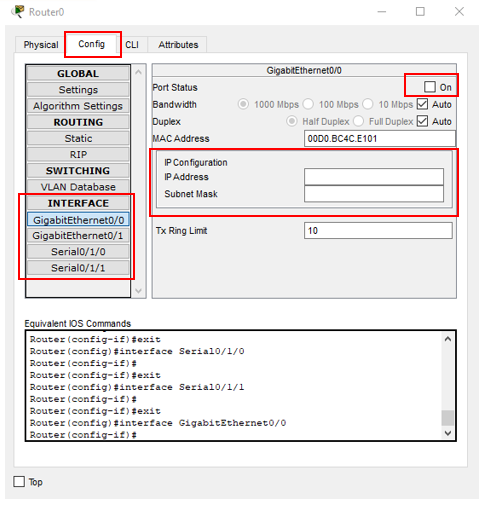 Router0
Physical Config CLI Attributes
GLOBAL
Settings
Algorithm Settings
ROUTING
Static
RIP
SWITCHING
VLAN Database
INTERFACE
GigabitEthernet0/0
GigabitEthernet0/1
Serial0/1/0
Serial0/1/1
GigabitEthernet0/0
Port Status On
Bandwidth 1000 Mbps 100 Mbps 10 Mbps Auto
Duplex Half Duplex Full Duplex Auto
MAC Address 00D0.BC4C.E101
IP Configuration
IP Address
Subnet Mask
Tx Ring Limit 10
Equivalent IOS Commands
Router(config-if)#exit
Router(config)#interface Serial0/1/0
Router(config-if)#
Router(config-if)#exit
Router(config)#interface Serial0/1/1
Router(config-if)#
Router(config-if)#exit
Router(config)#interface GigabitEthernet0/0
Router(config-if)#
Top